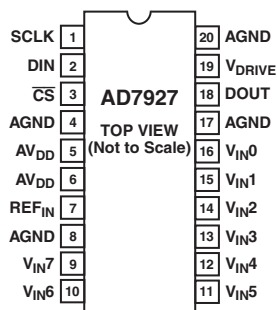 SCLK 1
DIN 2
CS 3
AGND 4
AVDD 5
AVDD 6
REFIN 7
AGND 8
VIN7 9
VIN6 10
AD7927
TOP VIEW
(Not to Scale)
20 AGND
19 VDRIVE
18 DOUT
17 AGND
16 VIN0
15 VIN1
14 VIN2
13 VIN3
12 VIN4
11 VIN5